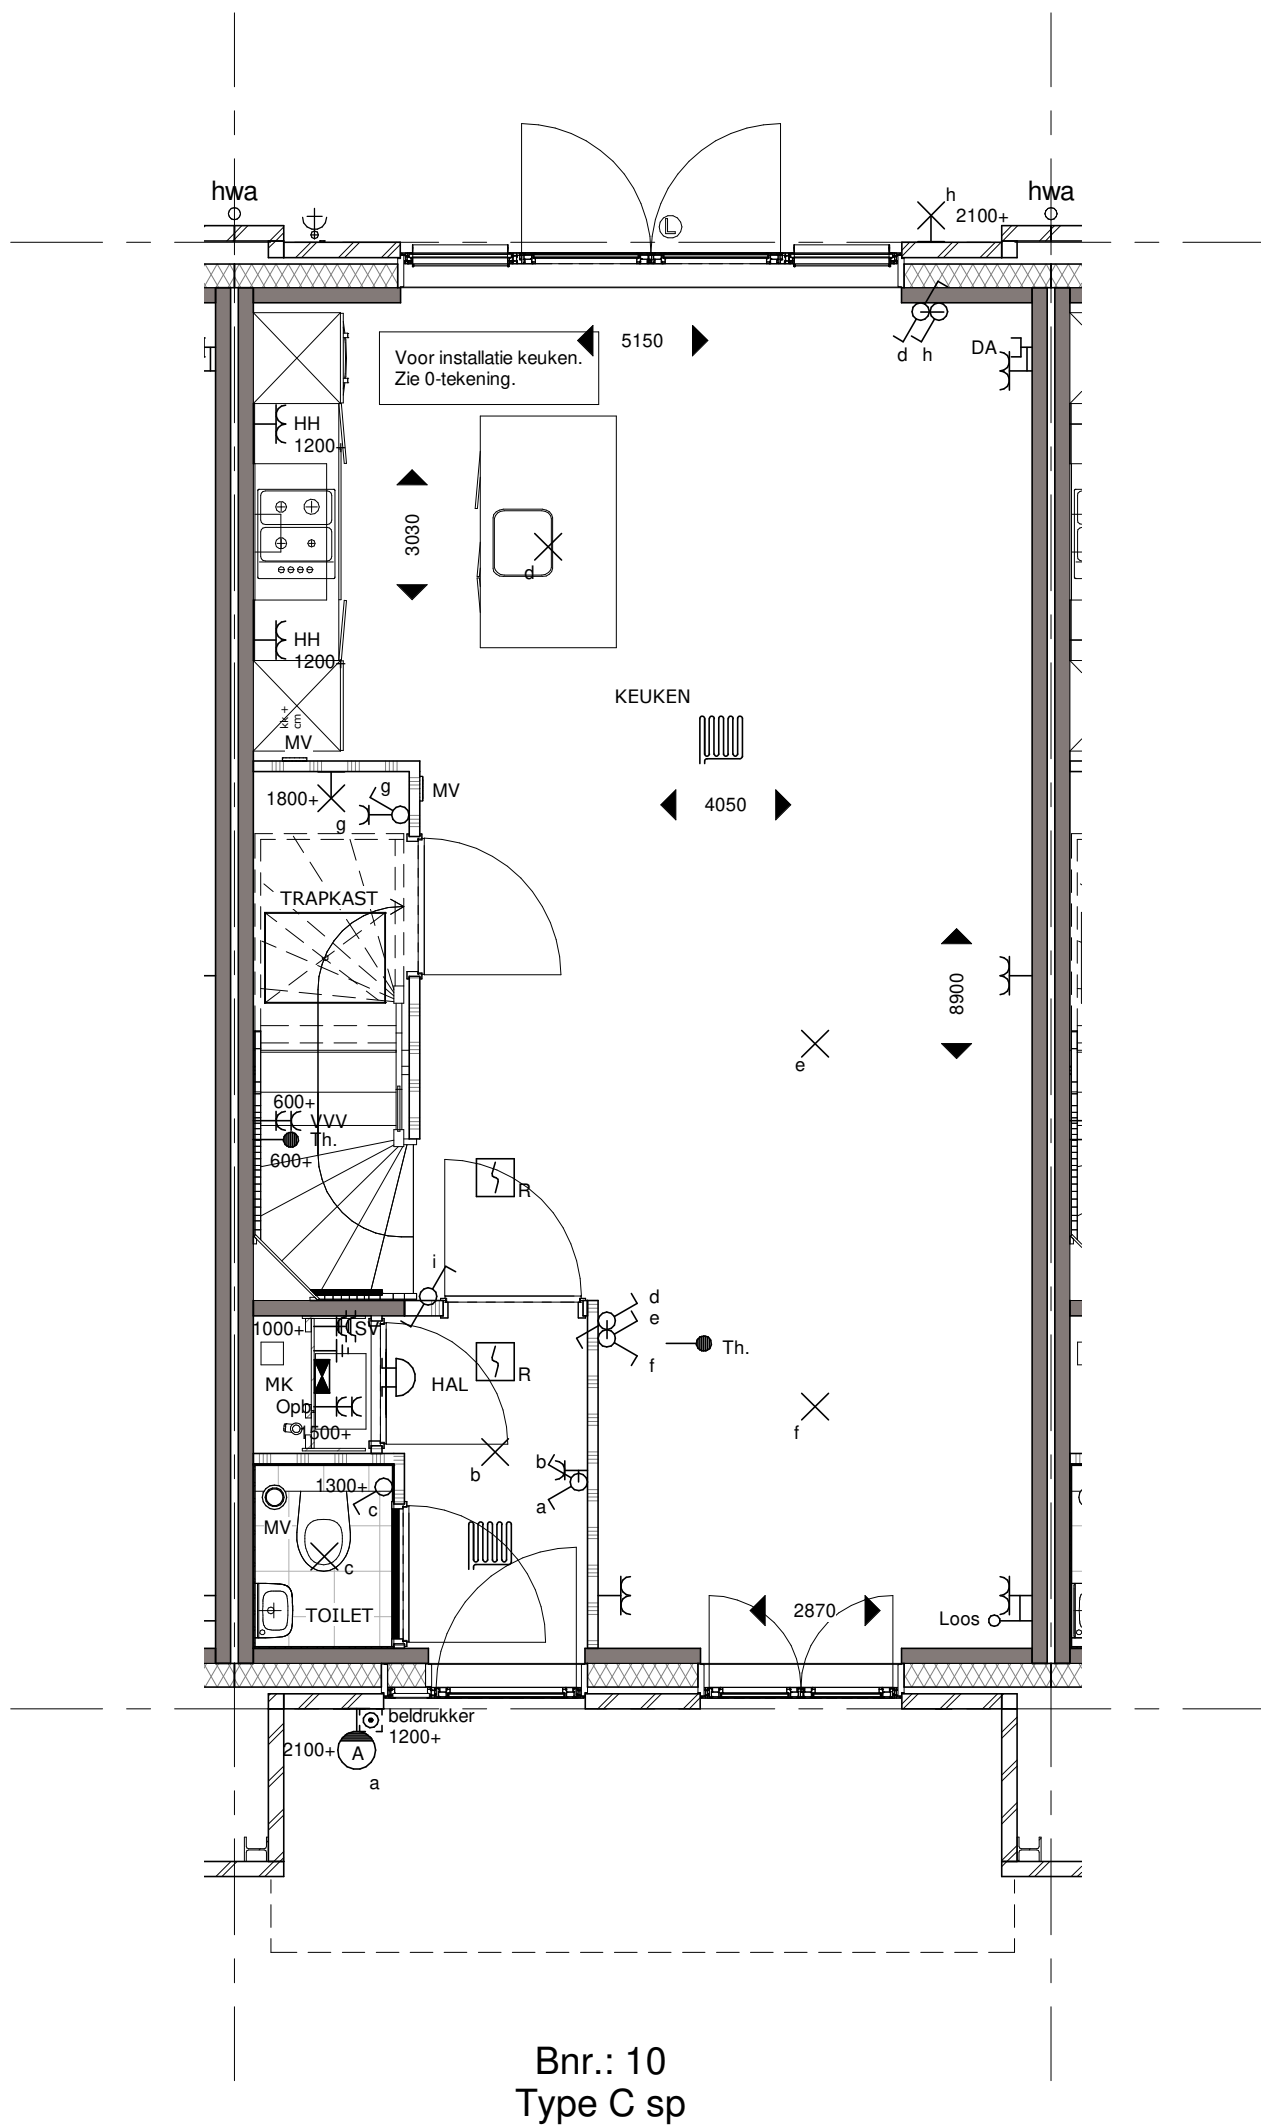 hwa
hwa
h
2100+
L
5150
Voor installatie keuken.
Zie 0-tekening.
d
h
DA
HH
1200+
3030
d
HH
1200+
KEUKEN
kk +
cm
MV
MV
1800+
g
g
4050
TRAPKAST
8900
e
600+
VVV
Th.
600+
R
i
d
e
f
1000+
SV
Th.
R
MK
HAL
Opb.
1500+
f
b
b
1300+
c
a
MV
c
TOILET
2870
Loos
beldrukker
1200+
2100+
A
a
Bnr.: 10
Type C sp